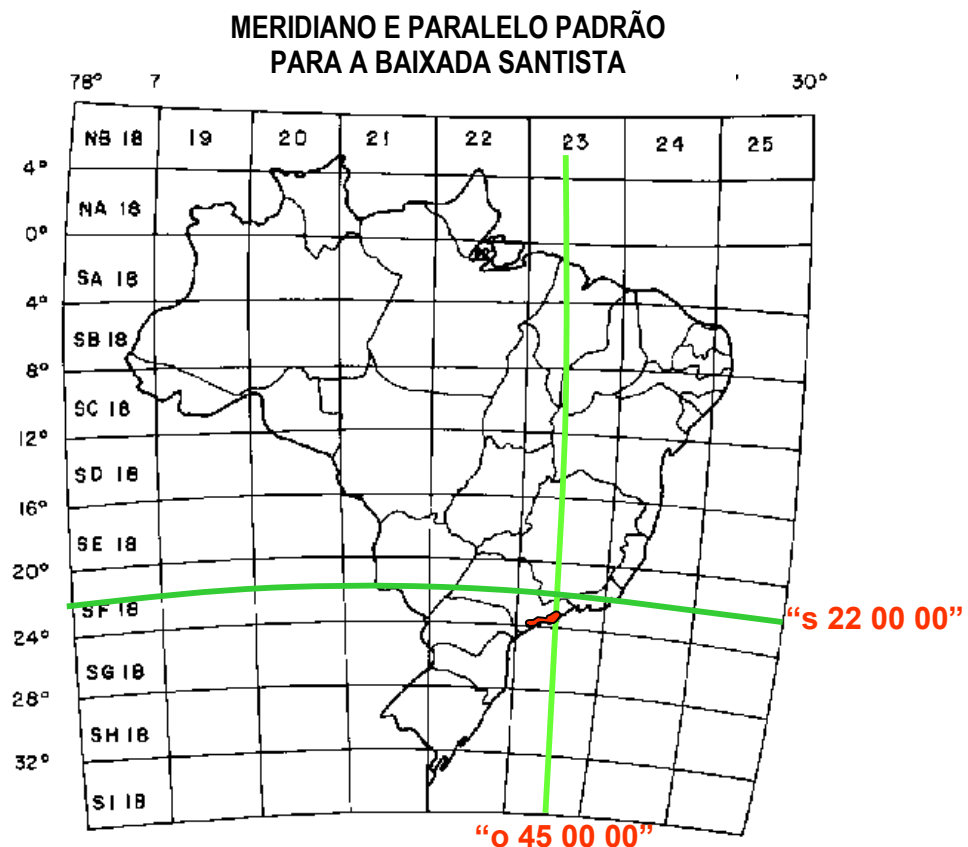 MERIDIANO E PARALELO PADRÃO
PARA A BAIXADA SANTISTA
78° 7 ' 30°
NB 18 19 20 21 22 23 24 25
4°
NA 18
0°
SA 18
4°
SB 18
8°
SC 18
12°
SD 18
16°
SE 18
20°
SF 18
"s 22 00 00"
24°
SG 18
28°
SH 18
32°
SI 18
"o 45 00 00"